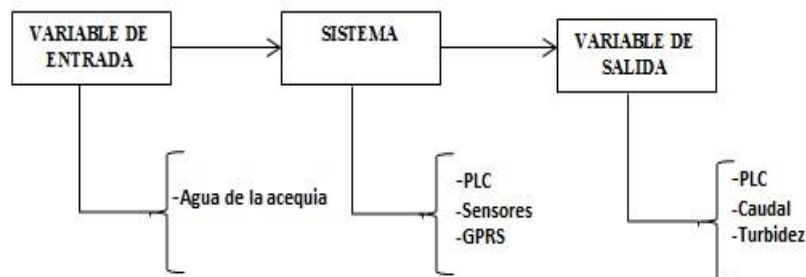 VARIABLE DE
ENTRADA
SISTEMA
VARIABLE DE
SALIDA
-Agua de la acequia
-PLC
-Sensores
-GPRS
-PLC
-Caudal
-Turbidez